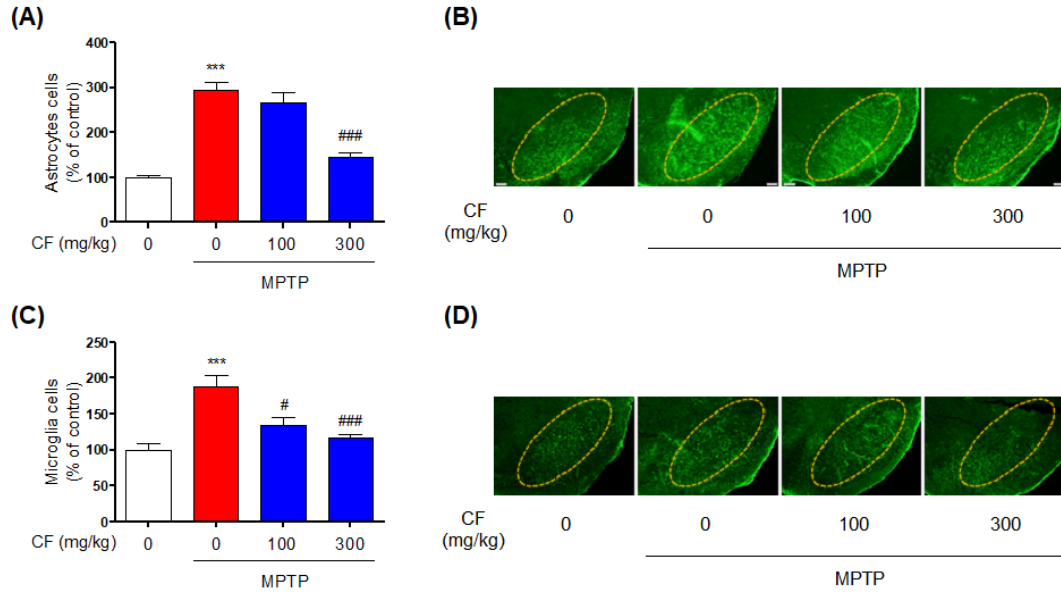 (A)
Astrocytes cells
(% of control)
400
300
200
100
0
***
###
CF (mg/kg) 0 0 100 300
MPTP
(B)
CF
(mg/kg)
0 0 100 300
MPTP
(C)
Microglia cells
(% of control)
250
200
150
100
50
0
***
#
###
CF (mg/kg) 0 0 100 300
MPTP
(D)
CF
(mg/kg)
0 0 100 300
MPTP